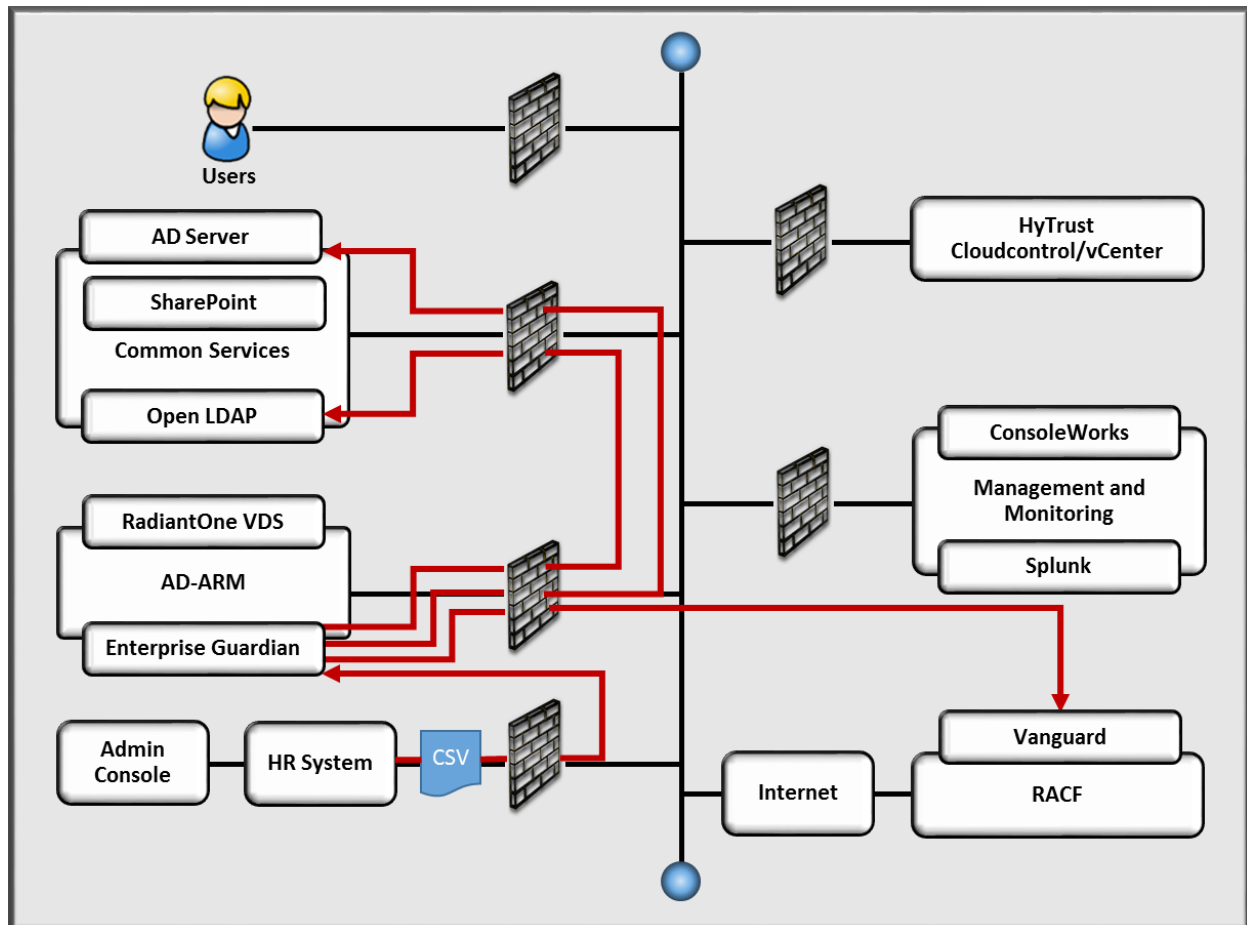 Users
AD Server
SharePoint
Common Services
Open LDAP
RadiantOne VDS
AD-ARM
Enterprise Guardian
Admin
Console
HR System
CSV
HyTrust
Cloudcontrol/vCenter
ConsoleWorks
Management and
Monitoring
Splunk
Vanguard
Internet
RACF